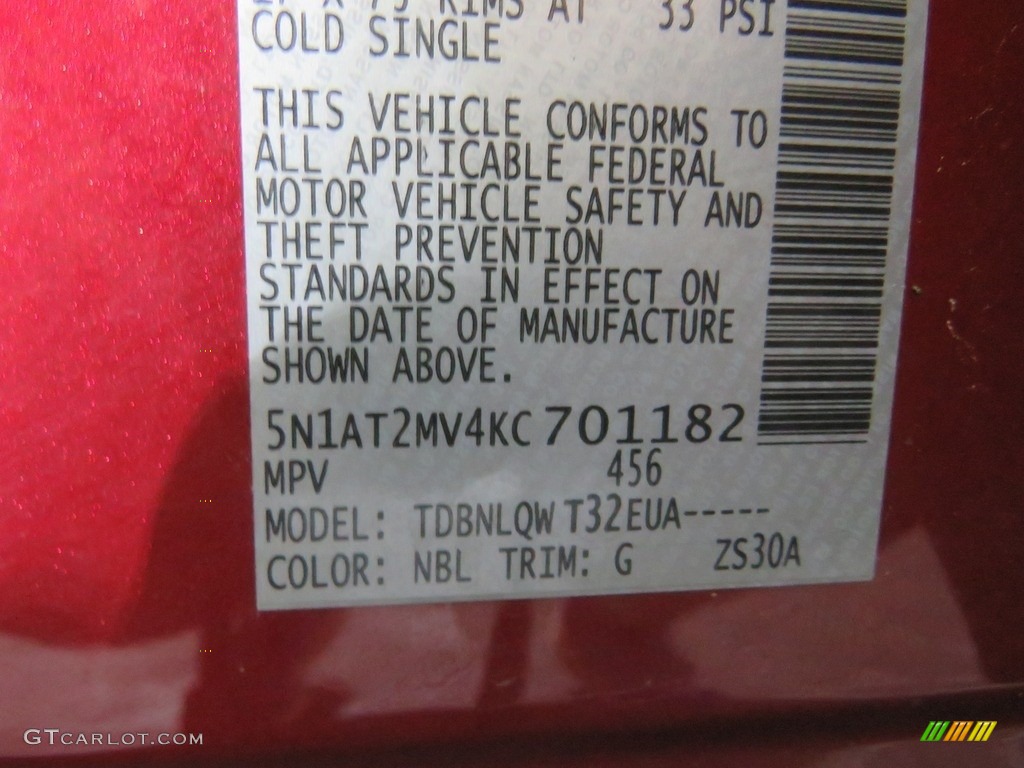 RIMS AT 33 PSI
COLD SINGLE
THIS VEHICLE CONFORMS TO
ALL APPLICABLE FEDERAL
MOTOR VEHICLE SAFETY AND
THEFT PREVENTION
STANDARDS IN EFFECT ON
THE DATE OF MANUFACTURE
SHOWN ABOVE.
5N1AT2MV4KC701182
MPV 456
MODEL: TDBNLQW T32EUA-----
COLOR: NBL TRIM: G ZS30A
GTCARLOT.COM